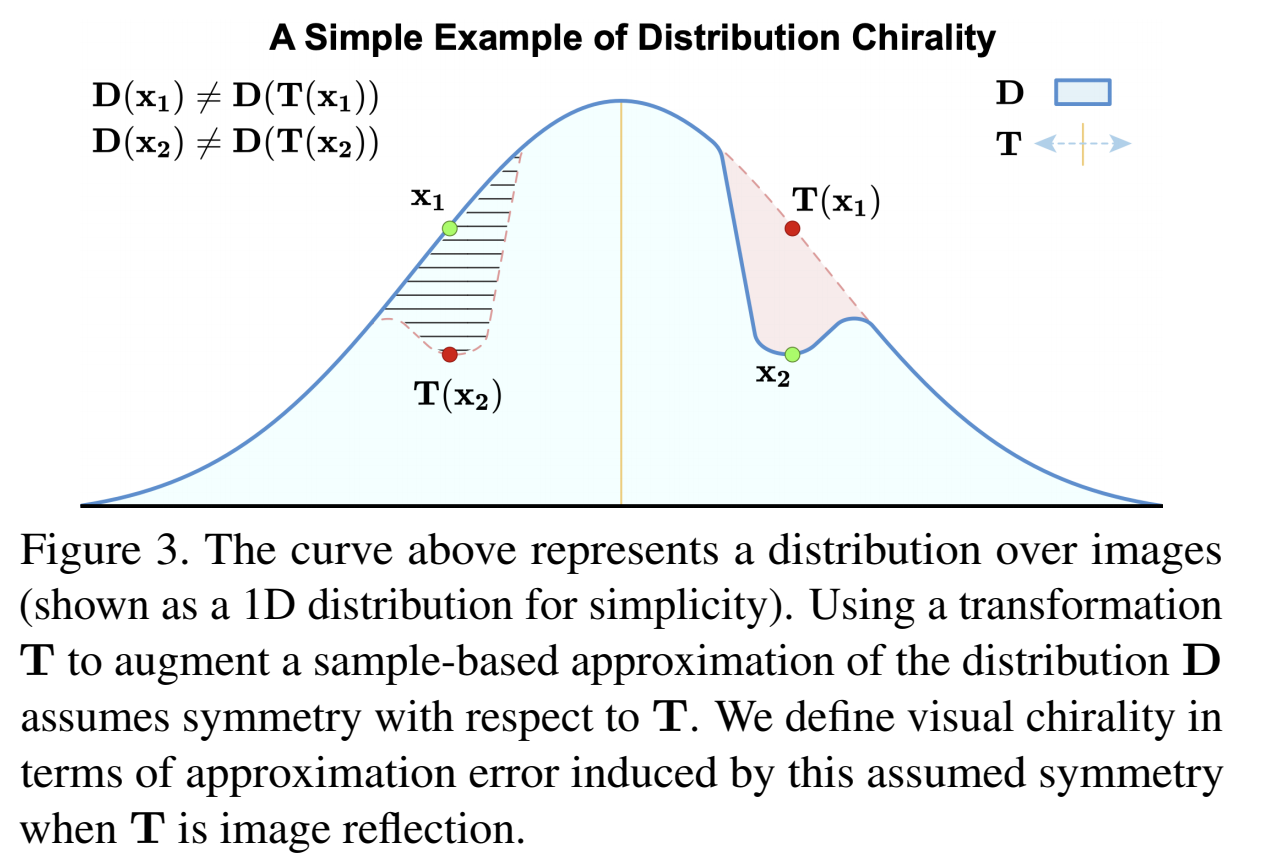 A Simple Example of Distribution Chirality
D(x₁) ≠ D(T(x₁))
D(x₂) ≠ D(T(x₂))
D
T
x₁
T(x₁)
T(x₂)
x₂
Figure 3. The curve above represents a distribution over images
(shown as a 1D distribution for simplicity). Using a transformation
T to augment a sample-based approximation of the distribution D
assumes symmetry with respect to T. We define visual chirality in
terms of approximation error induced by this assumed symmetry
when T is image reflection.